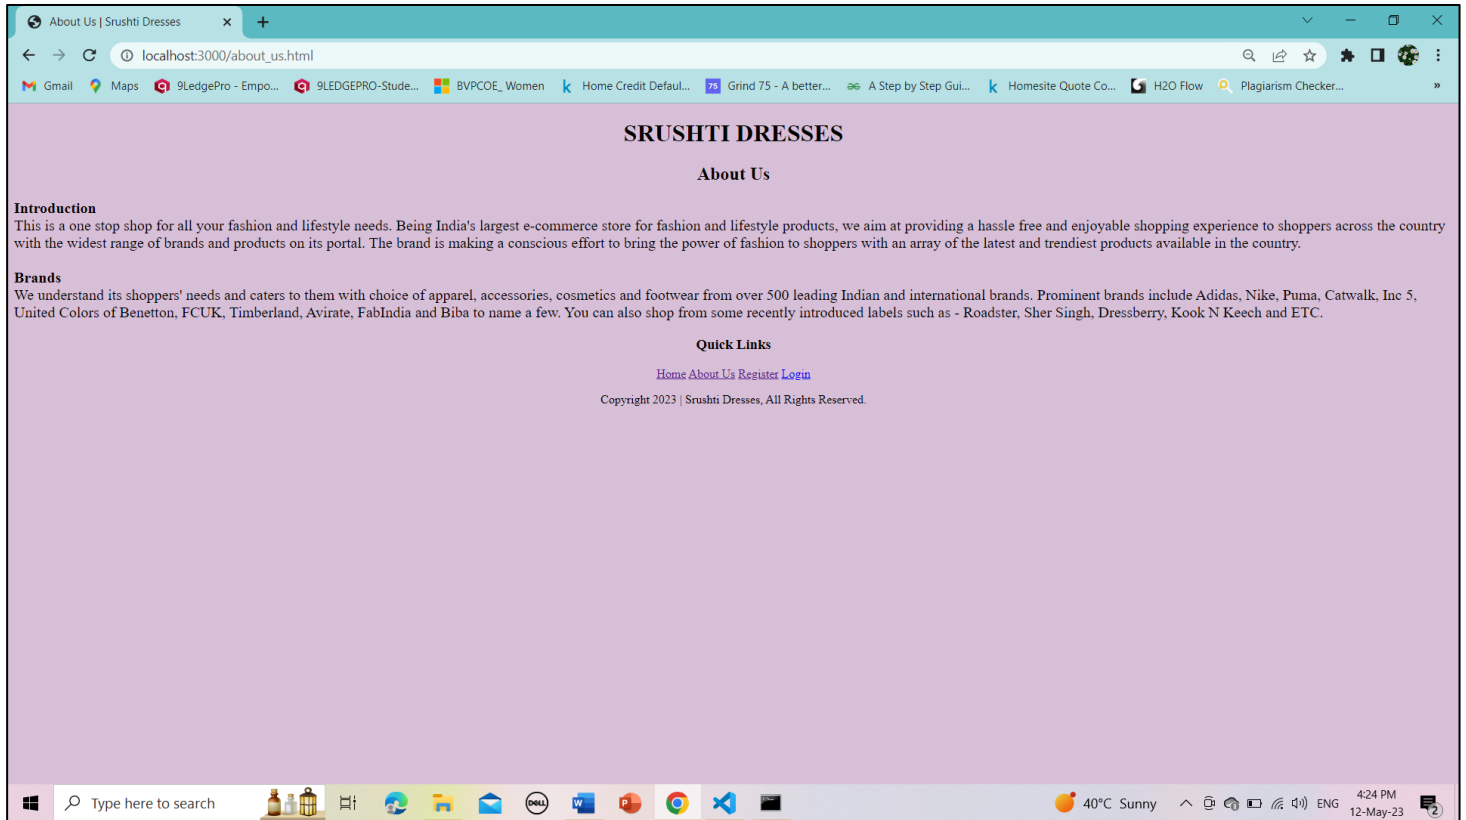 About Us | Srushti Dresses
localhost:3000/about_us.html
Gmail Maps 9LedgePro - Empo... 9LEDGEPRO-Stude... BVPCOE_ Women Home Credit Defaul... 75 Grind 75 - A better... A Step by Step Gui... Homesite Quote Co... H2O Flow Plagiarism Checker... »
SRUSHTI DRESSES
About Us
Introduction
This is a one stop shop for all your fashion and lifestyle needs. Being India's largest e-commerce store for fashion and lifestyle products, we aim at providing a hassle free and enjoyable shopping experience to shoppers across the country
with the widest range of brands and products on its portal. The brand is making a conscious effort to bring the power of fashion to shoppers with an array of the latest and trendiest products available in the country.
Brands
We understand its shoppers' needs and caters to them with choice of apparel, accessories, cosmetics and footwear from over 500 leading Indian and international brands. Prominent brands include Adidas, Nike, Puma, Catwalk, Inc 5,
United Colors of Benetton, FCUK, Timberland, Avirate, FabIndia and Biba to name a few. You can also shop from some recently introduced labels such as - Roadster, Sher Singh, Dressberry, Kook N Keech and ETC.
Quick Links
Home About Us Register Login
Copyright 2023 | Srushti Dresses, All Rights Reserved.
Type here to search DELL 40°C Sunny ENG 4:24 PM
12-May-23 2